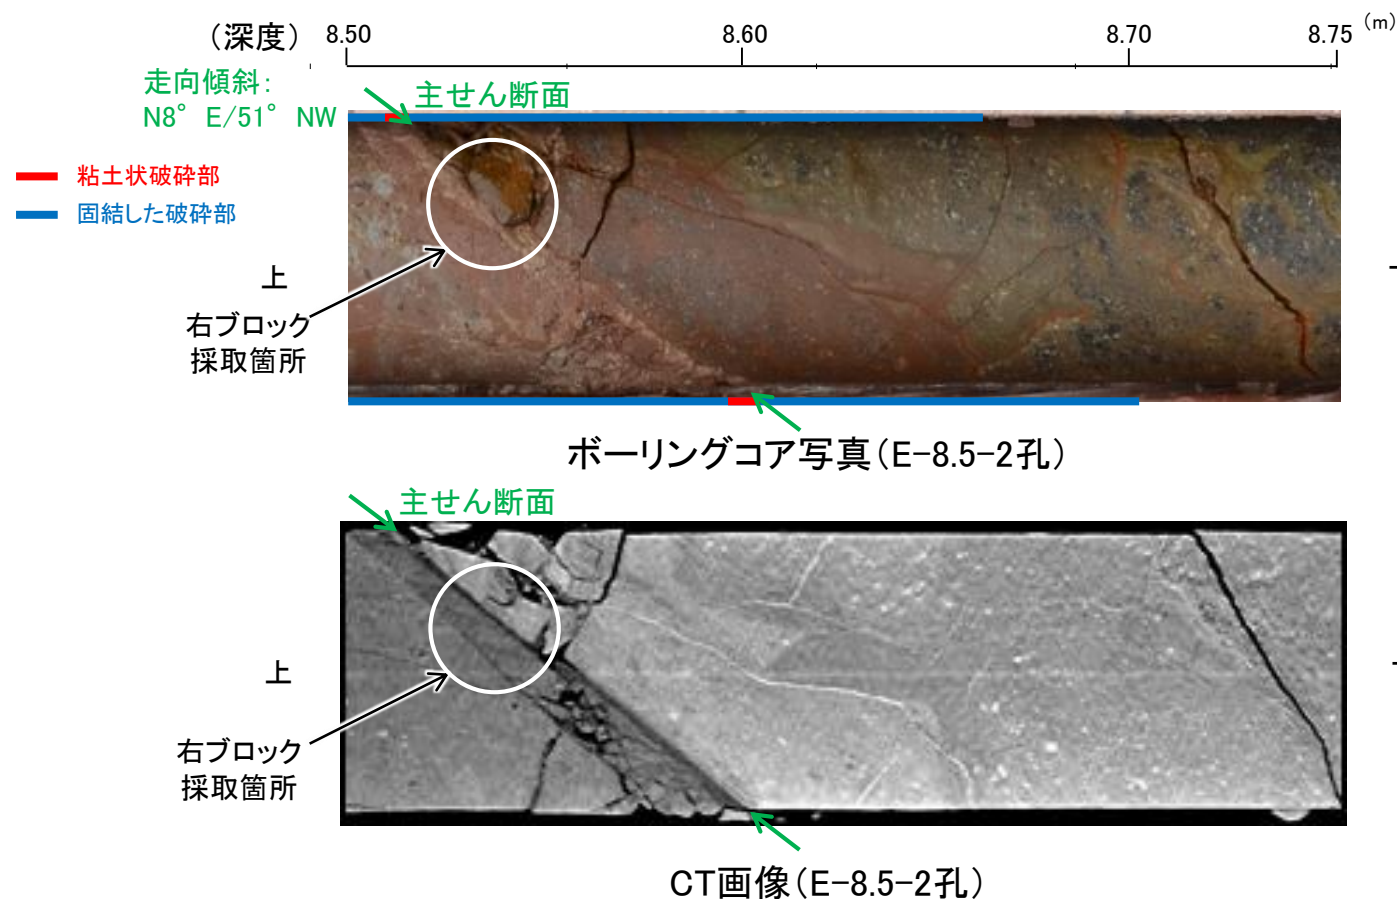 （深度） 8.50 8.60 8.70 8.75 （m）
走向傾斜：
N8°E/51°NW
主せん断面
粘土状破砕部
固結した破砕部
上
右ブロック
採取箇所
ボーリングコア写真（E-8.5-2孔）
主せん断面
上
右ブロック
採取箇所
CT画像（E-8.5-2孔）